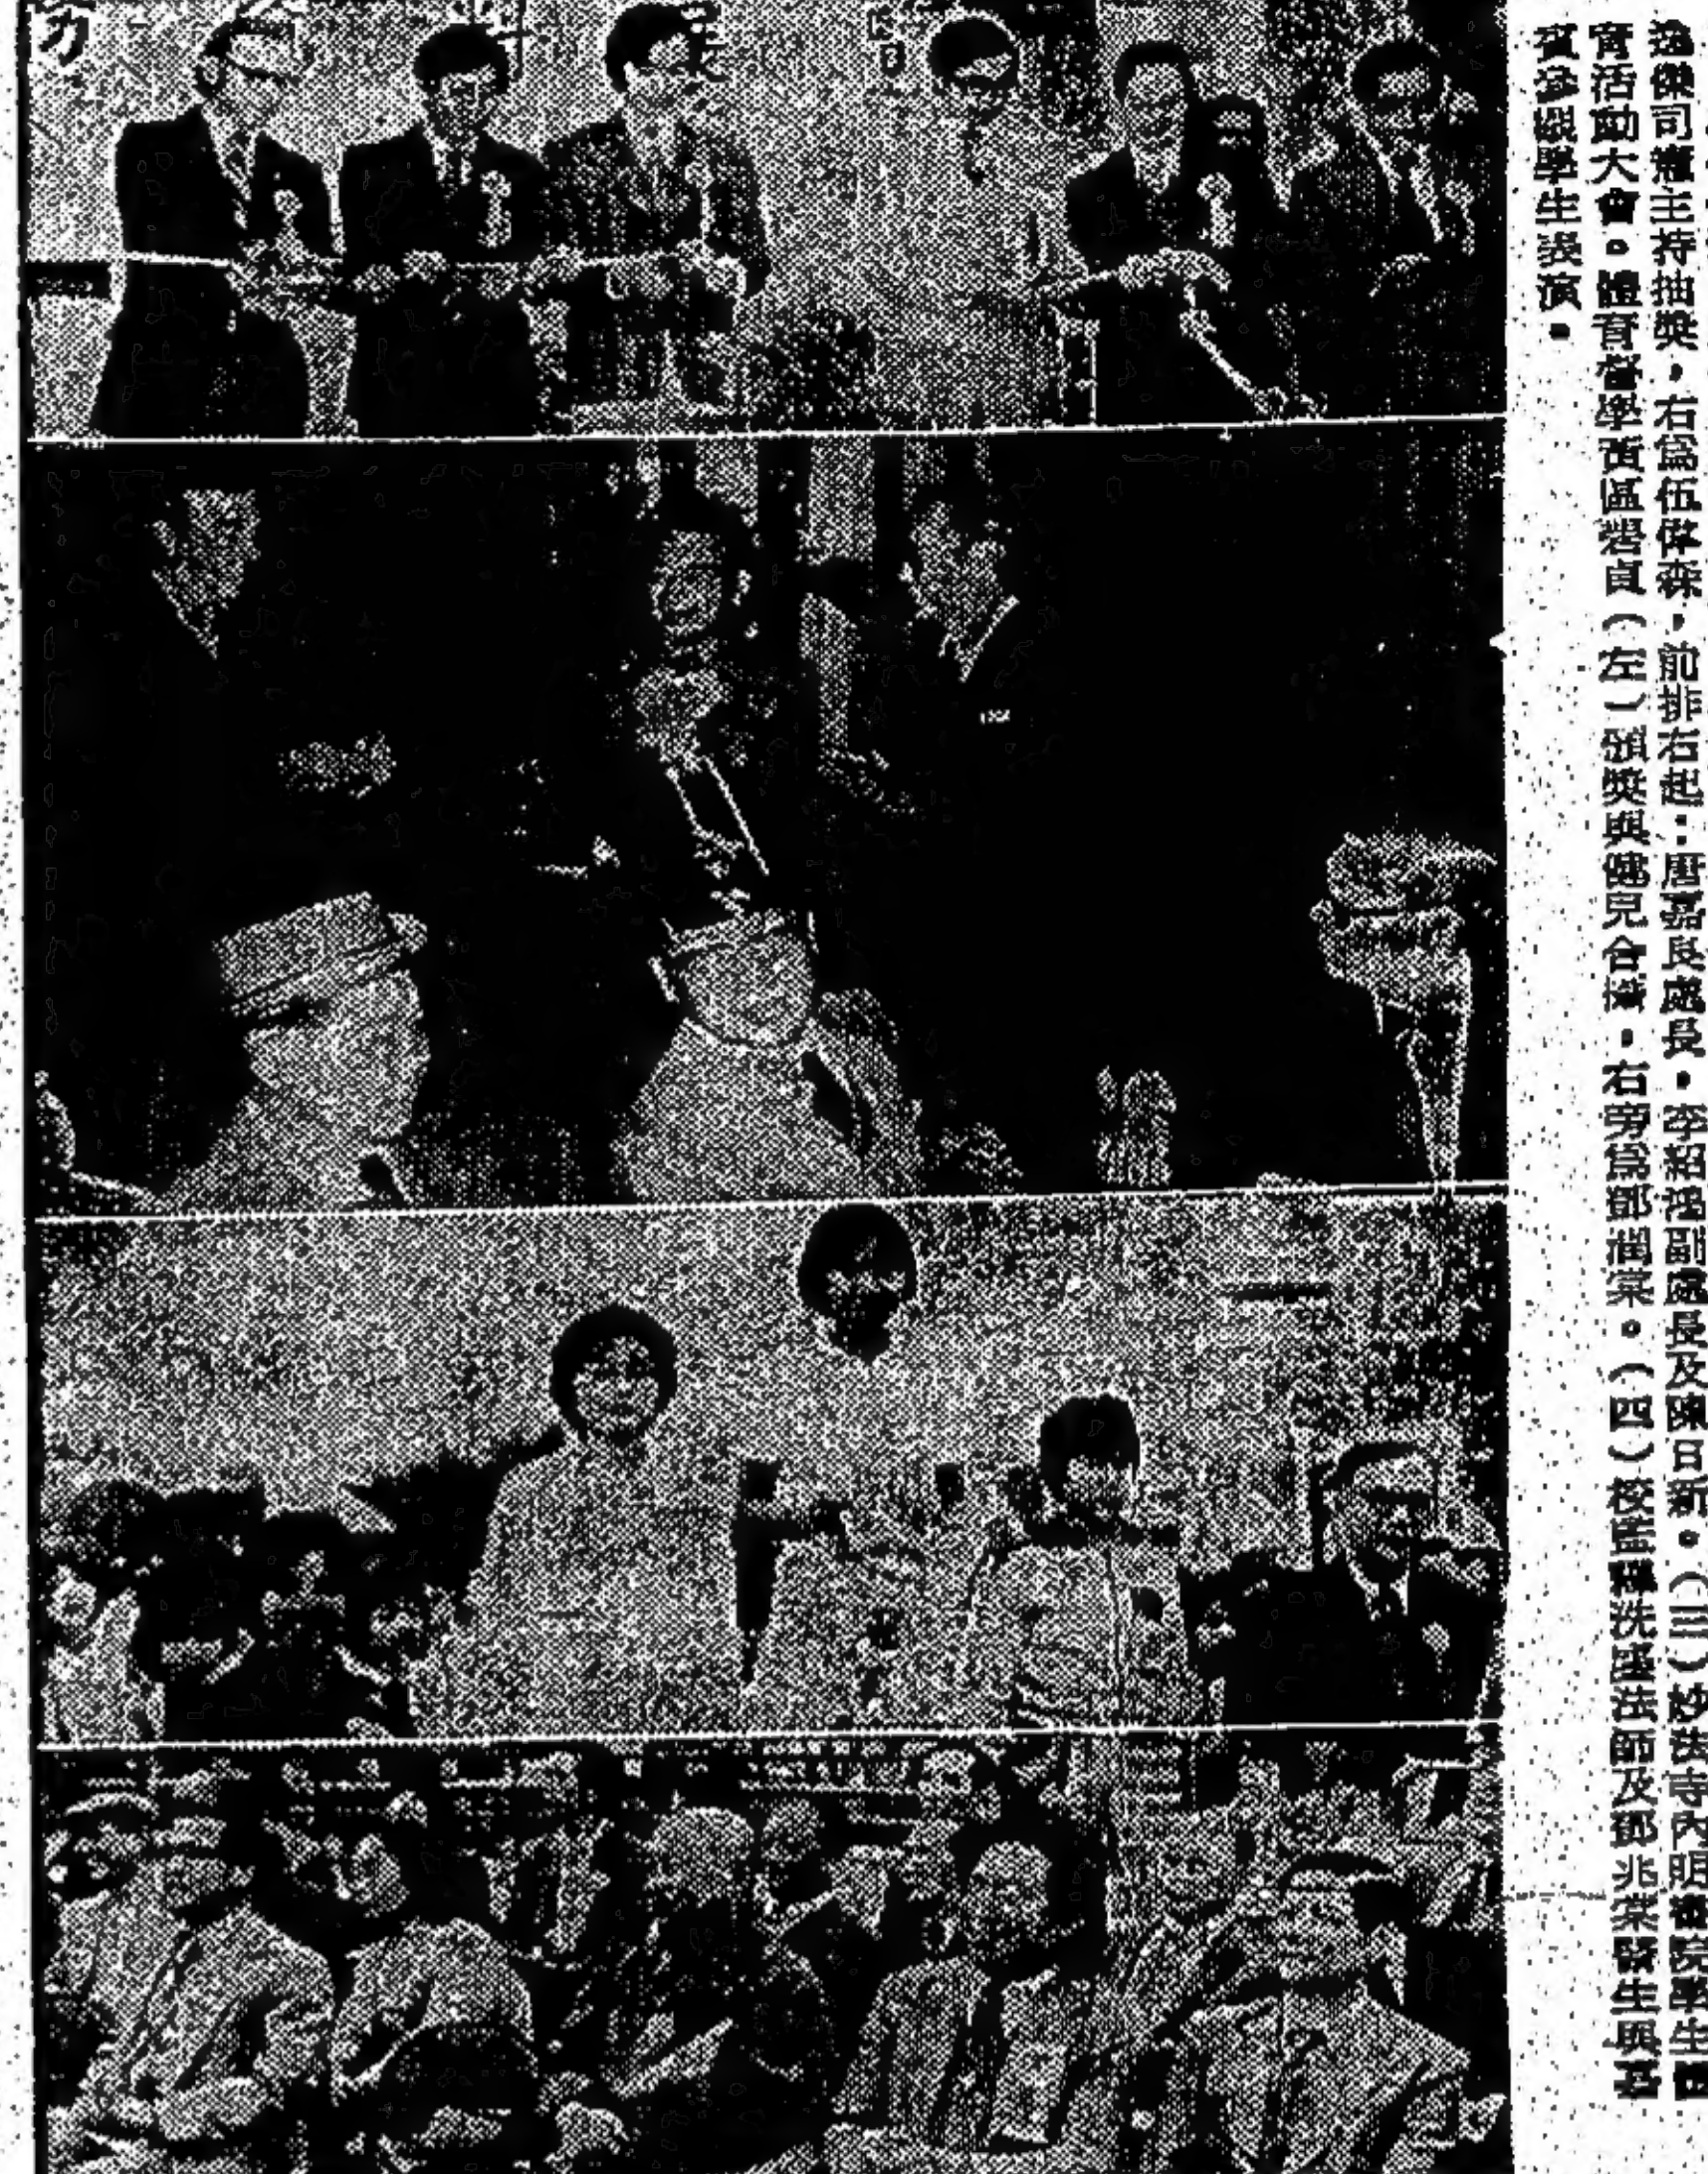 逸傑司憲主持抽獎,右爲伍偉森,前排右起:唐嘉良處長,李紹鴻副處長及陳日新。(三)妙法寺內明書院學生體
育活動大會。體育督學黃區碧貞(左)頒獎與健兒合攝,右旁爲鄧棠。(四)校監釋洗塵法師及鄧兆棠醫生與嘉
賓參觀學生表演。